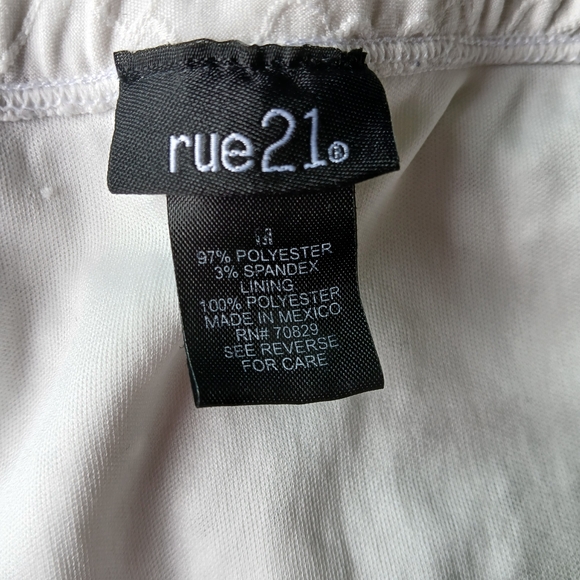 rue21®
M
97% POLYESTER
3% SPANDEX
LINING
100% POLYESTER
MADE IN MEXICO
RN# 70829
SEE REVERSE
FOR CARE